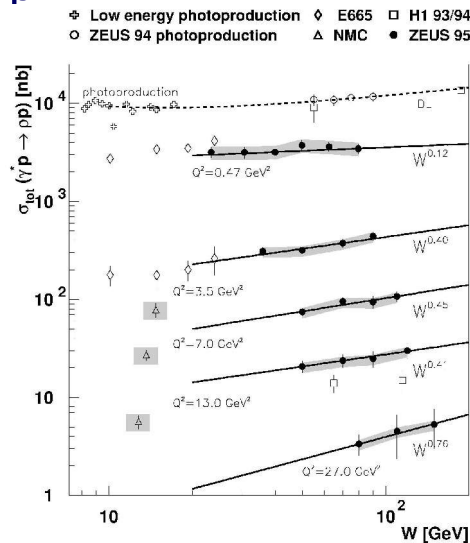 Low energy photoproduction E665 H1 93/94
ZEUS 94 photoproduction NMC ZEUS 95
σtot (γ*p → ρp) [nb]
photoproduction
10⁴
W^0.12
Q²=0.47 GeV²
10³
W^0.40
Q²=3.5 GeV²
10²
W^0.45
Q²=7.0 GeV²
W^0.41
Q²=13.0 GeV²
10
W^0.76
Q²=27.0 GeV²
1
10 10²
W [GeV]